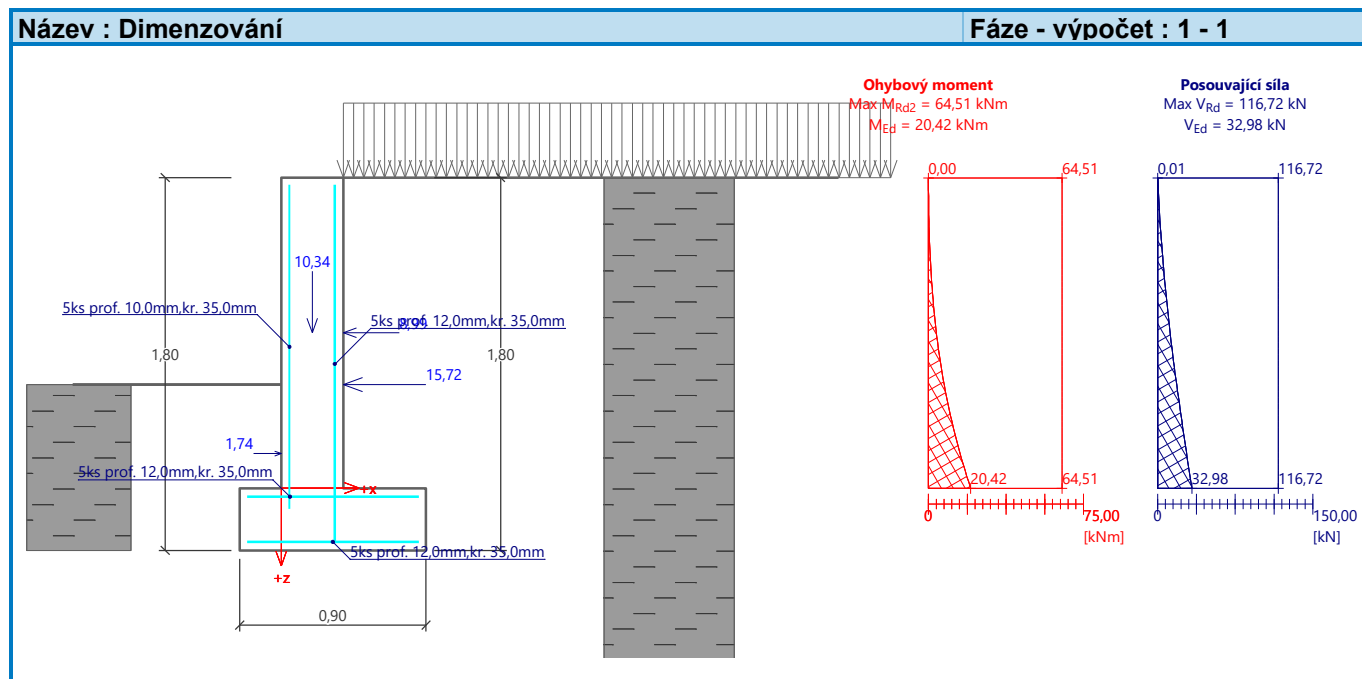 Název : Dimenzování
Fáze - výpočet : 1 - 1
Ohybový moment
Max MRd2 = 64,51 kNm
MEd = 20,42 kNm
Posouvající síla
Max VRd = 116,72 kN
VEd = 32,98 kN
0,00
64,51
0,01
116,72
10,34
5ks prof. 10,0mm,kr. 35,0mm
5ks prof. 12,0mm,kr. 35,0mm
1,80
1,80
15,72
1,74
5ks prof. 12,0mm,kr. 35,0mm
+x
20,42
64,51
32,98
116,72
0
75,00
[kNm]
0
150,00
[kN]
5ks prof. 12,0mm,kr. 35,0mm
+z
0,90